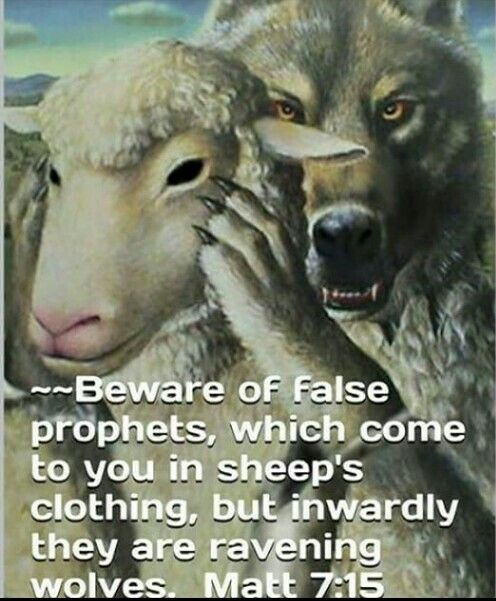 ~~Beware of false
prophets, which come
to you in sheep's
clothing, but inwardly
they are ravening
wolves. Matt 7:15